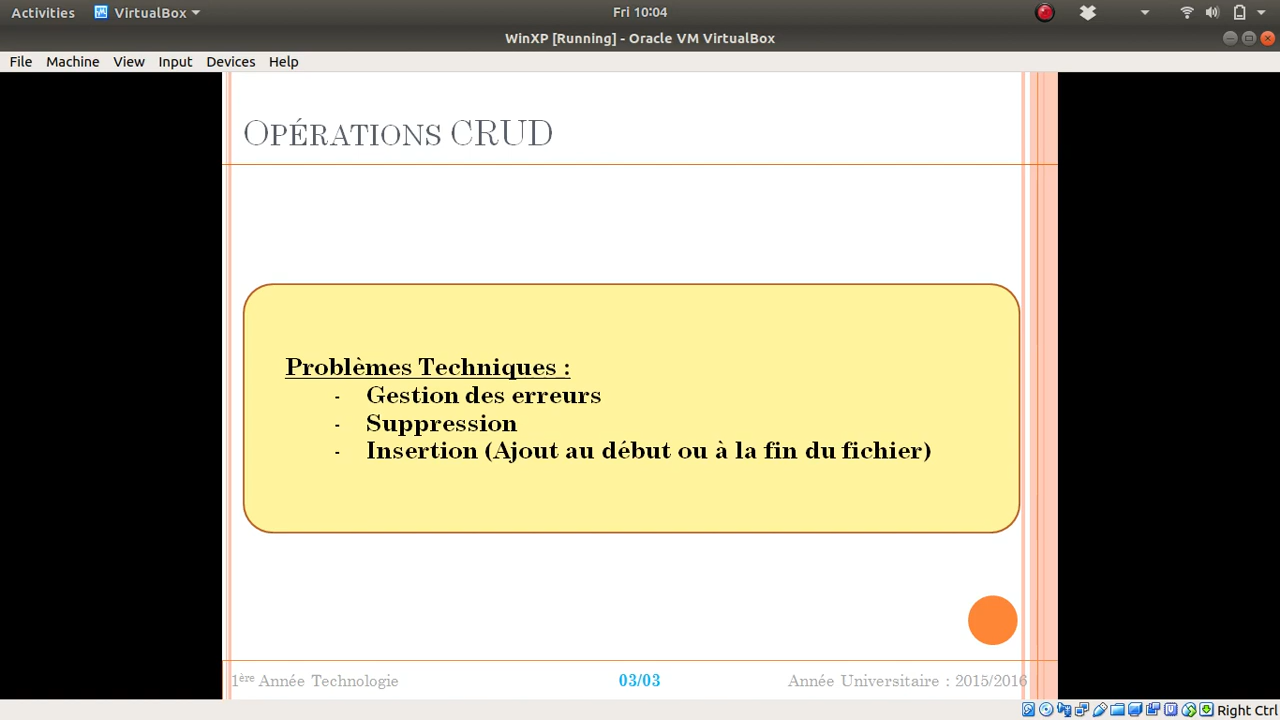 Activities VirtualBox Fri 10:04
WinXP [Running] - Oracle VM VirtualBox
File Machine View Input Devices Help
OPÉRATIONS CRUD
Problèmes Techniques :
- Gestion des erreurs
- Suppression
- Insertion (Ajout au début ou à la fin du fichier)
1ère Année Technologie 03/03 Année Universitaire : 2015/2016
Right Ctrl